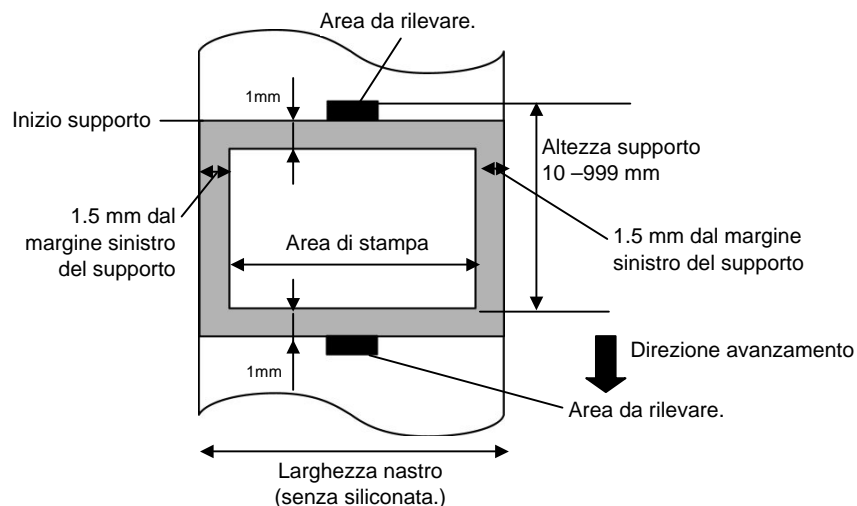 Area da rilevare.
1mm
Inizio supporto
Altezza supporto
10 –999 mm
1.5 mm dal
margine sinistro
del supporto
Area di stampa
1.5 mm dal margine
sinistro del supporto
Direzione avanzamento
1mm
Area da rilevare.
Larghezza nastro
(senza siliconata.)